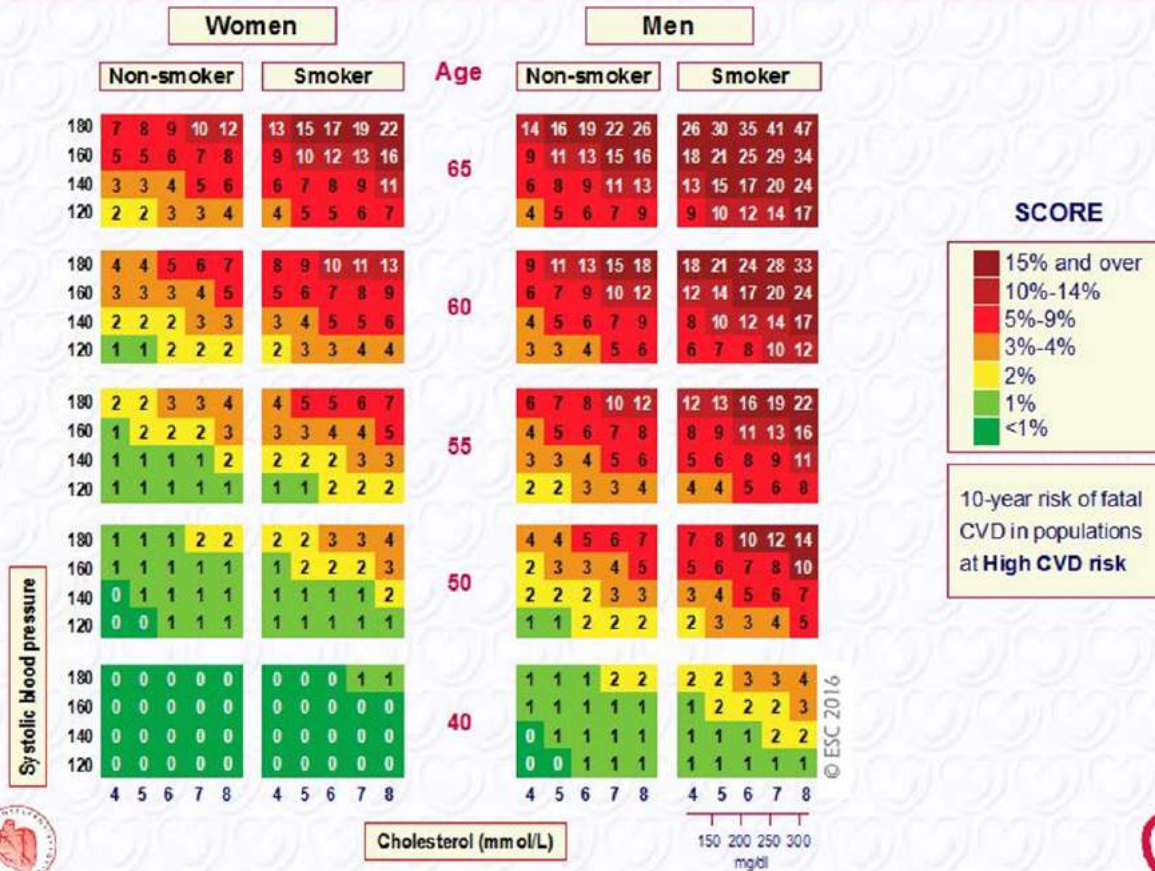 Women Men
Non-smoker Smoker Age Non-smoker Smoker
180 7 8 9 10 12 13 15 17 19 22 14 16 19 22 26 26 30 35 41 47
160 5 5 6 7 8 9 10 12 13 16 9 11 13 15 16 18 21 25 29 34
65
140 3 3 4 5 6 6 7 8 9 11 6 8 9 11 13 13 15 17 20 24
120 2 2 3 3 4 4 5 5 6 7 4 5 6 7 9 9 10 12 14 17
180 4 4 5 6 7 8 9 10 11 13 9 11 13 15 18 18 21 24 28 33
160 3 3 3 4 5 5 6 7 8 9 6 7 9 10 12 12 14 17 20 24
60
140 2 2 2 3 3 3 4 5 5 6 4 5 6 7 9 8 10 12 14 17
120 1 1 2 2 2 2 3 3 4 4 3 3 4 5 6 6 7 8 10 12
180 2 2 3 3 4 4 5 5 6 7 6 7 8 10 12 12 13 16 19 22
160 1 2 2 2 3 3 3 4 4 5 4 5 6 7 8 8 9 11 13 16
55
140 1 1 1 1 2 2 2 2 3 3 3 3 4 5 6 5 6 8 9 11
120 1 1 1 1 1 1 1 2 2 2 2 2 3 3 4 4 4 5 6 8
180 1 1 1 2 2 2 2 3 3 4 4 4 5 6 7 7 8 10 12 14
160 1 1 1 1 1 1 2 2 2 3 2 3 3 4 5 5 6 7 8 10
50
140 0 1 1 1 1 1 1 1 1 2 2 2 2 3 3 3 4 5 6 7
120 0 0 1 1 1 1 1 1 1 1 1 1 2 2 2 2 3 3 4 5
180 0 0 0 0 0 0 0 0 1 1 1 1 1 2 2 2 2 3 3 4
160 0 0 0 0 0 0 0 0 0 0 1 1 1 1 1 1 2 2 2 3
40
140 0 0 0 0 0 0 0 0 0 0 0 1 1 1 1 1 1 1 2 2
120 0 0 0 0 0 0 0 0 0 0 0 0 1 1 1 1 1 1 1 1
4 5 6 7 8 4 5 6 7 8 4 5 6 7 8 4 5 6 7 8
150 200 250 300
mg/dl
Systolic blood pressure
Cholesterol (mmol/L)
© ESC 2016
SCORE
15% and over
10%-14%
5%-9%
3%-4%
2%
1%
<1%
10-year risk of fatal
CVD in populations
at High CVD risk